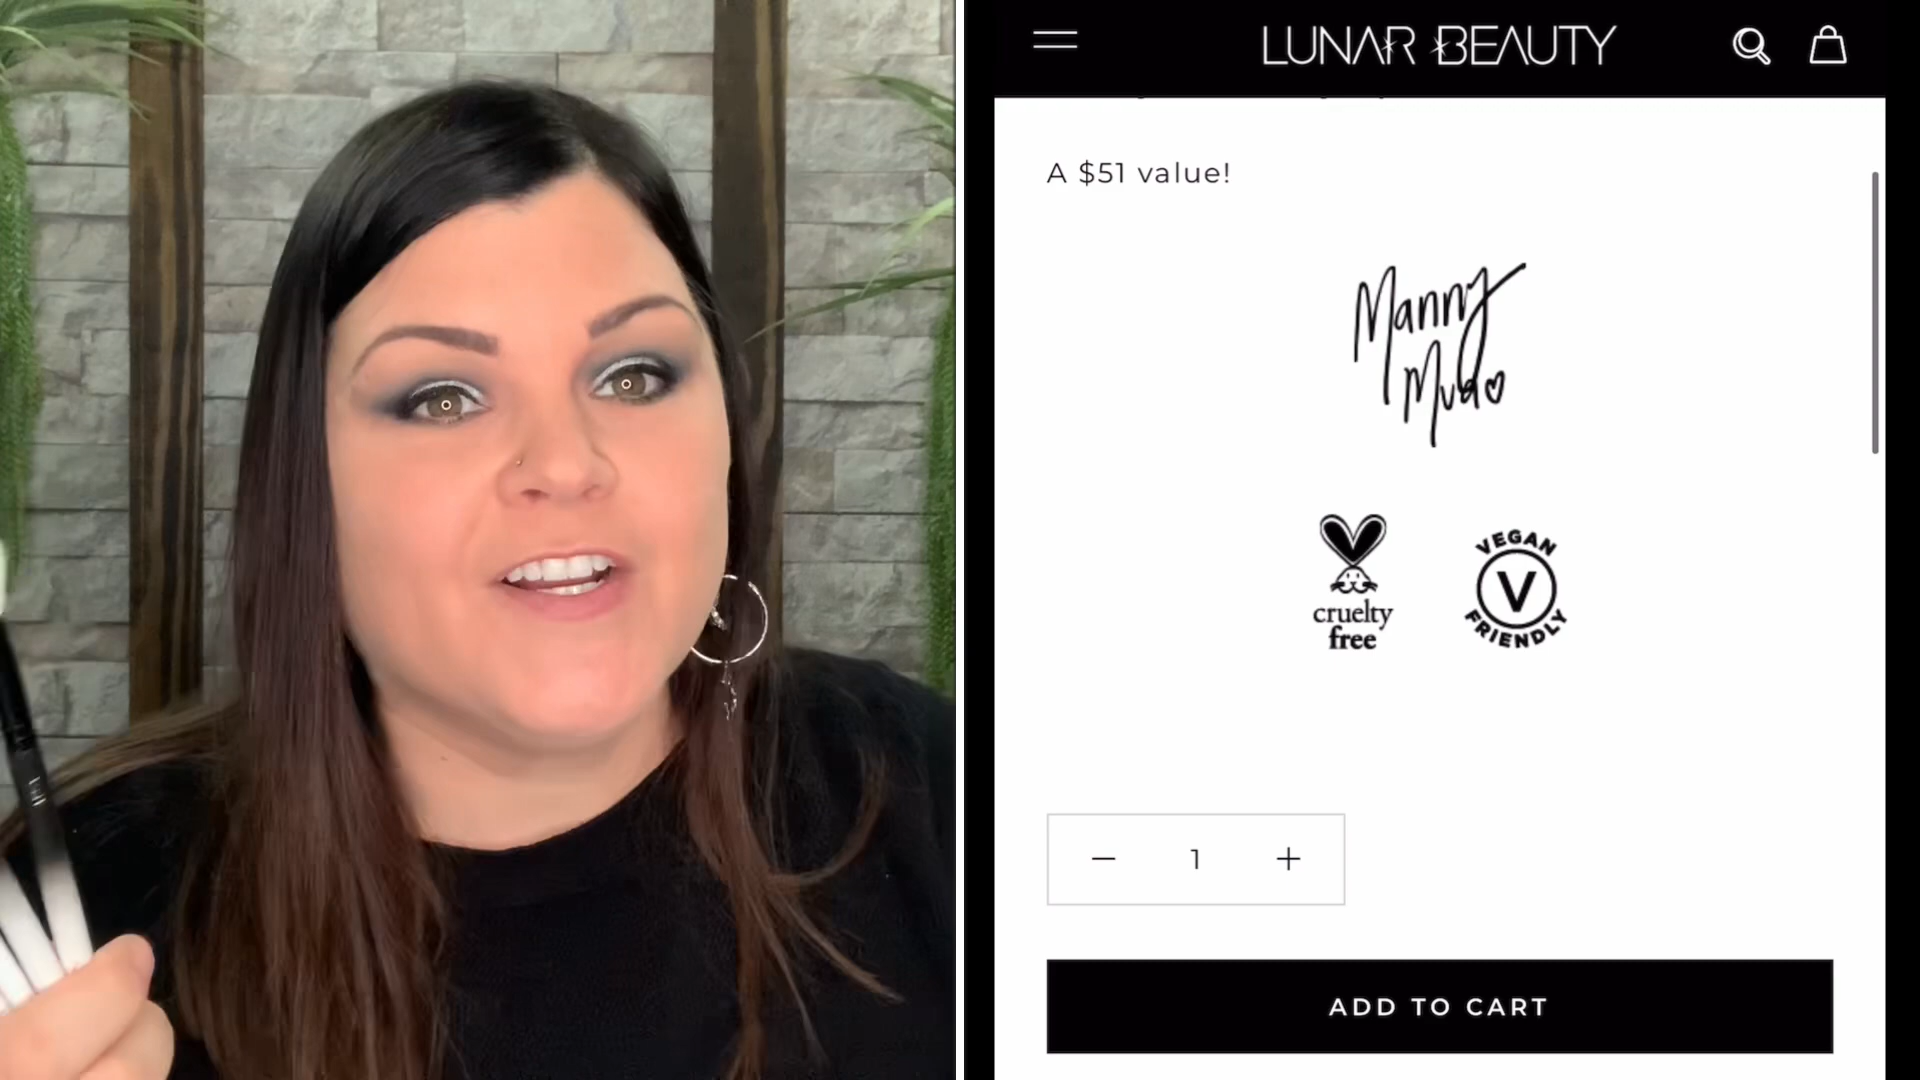 LUNAR BEAUTY
A $51 value!
Manny
Mua
cruelty
free
VEGAN
V
FRIENDLY
1
ADD TO CART